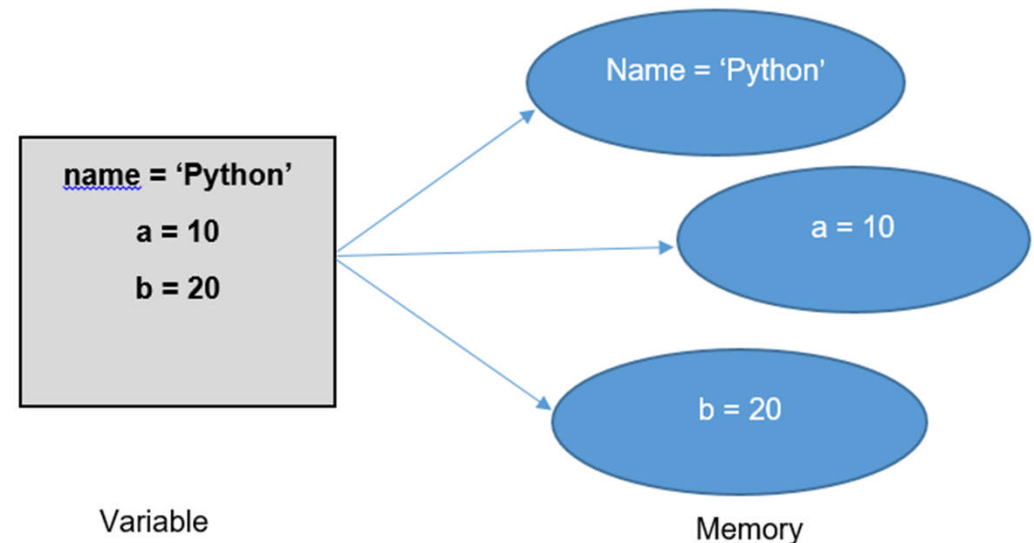 name = ‘Python’
a = 10
b = 20
Variable
Name = ‘Python’
a = 10
b = 20
Memory